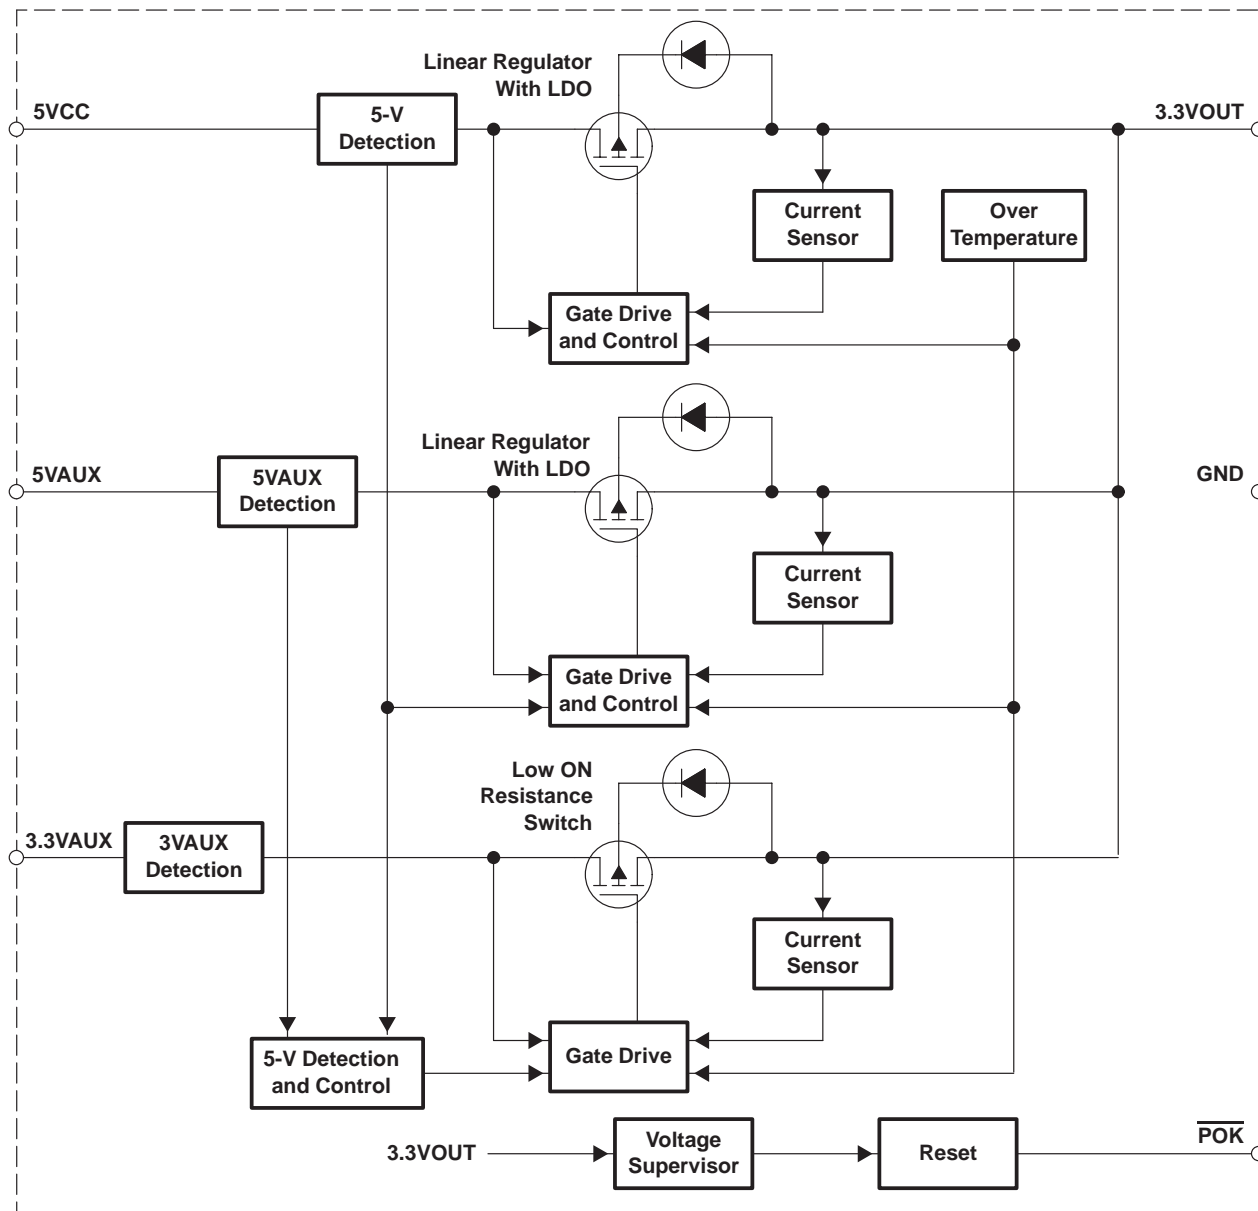 Linear Regulator
With LDO
5VCC
5-V
Detection
3.3VOUT
Current
Sensor
Over
Temperature
Gate Drive
and Control
Linear Regulator
With LDO
5VAUX
5VAUX
Detection
GND
Current
Sensor
Gate Drive
and Control
Low ON
Resistance
Switch
3.3VAUX
3VAUX
Detection
Current
Sensor
5-V Detection
and Control
Gate Drive
3.3VOUT
Voltage
Supervisor
Reset
P̅O̅K̅